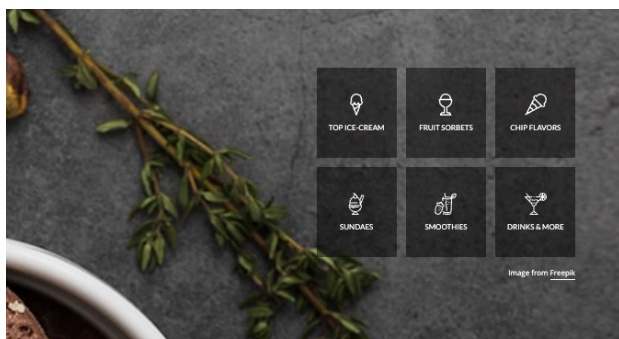 TOP ICE-CREAM
FRUIT SORBETS
CHIP FLAVORS
SUNDAES
SMOOTHIES
DRINKS & MORE
Image from Freepik